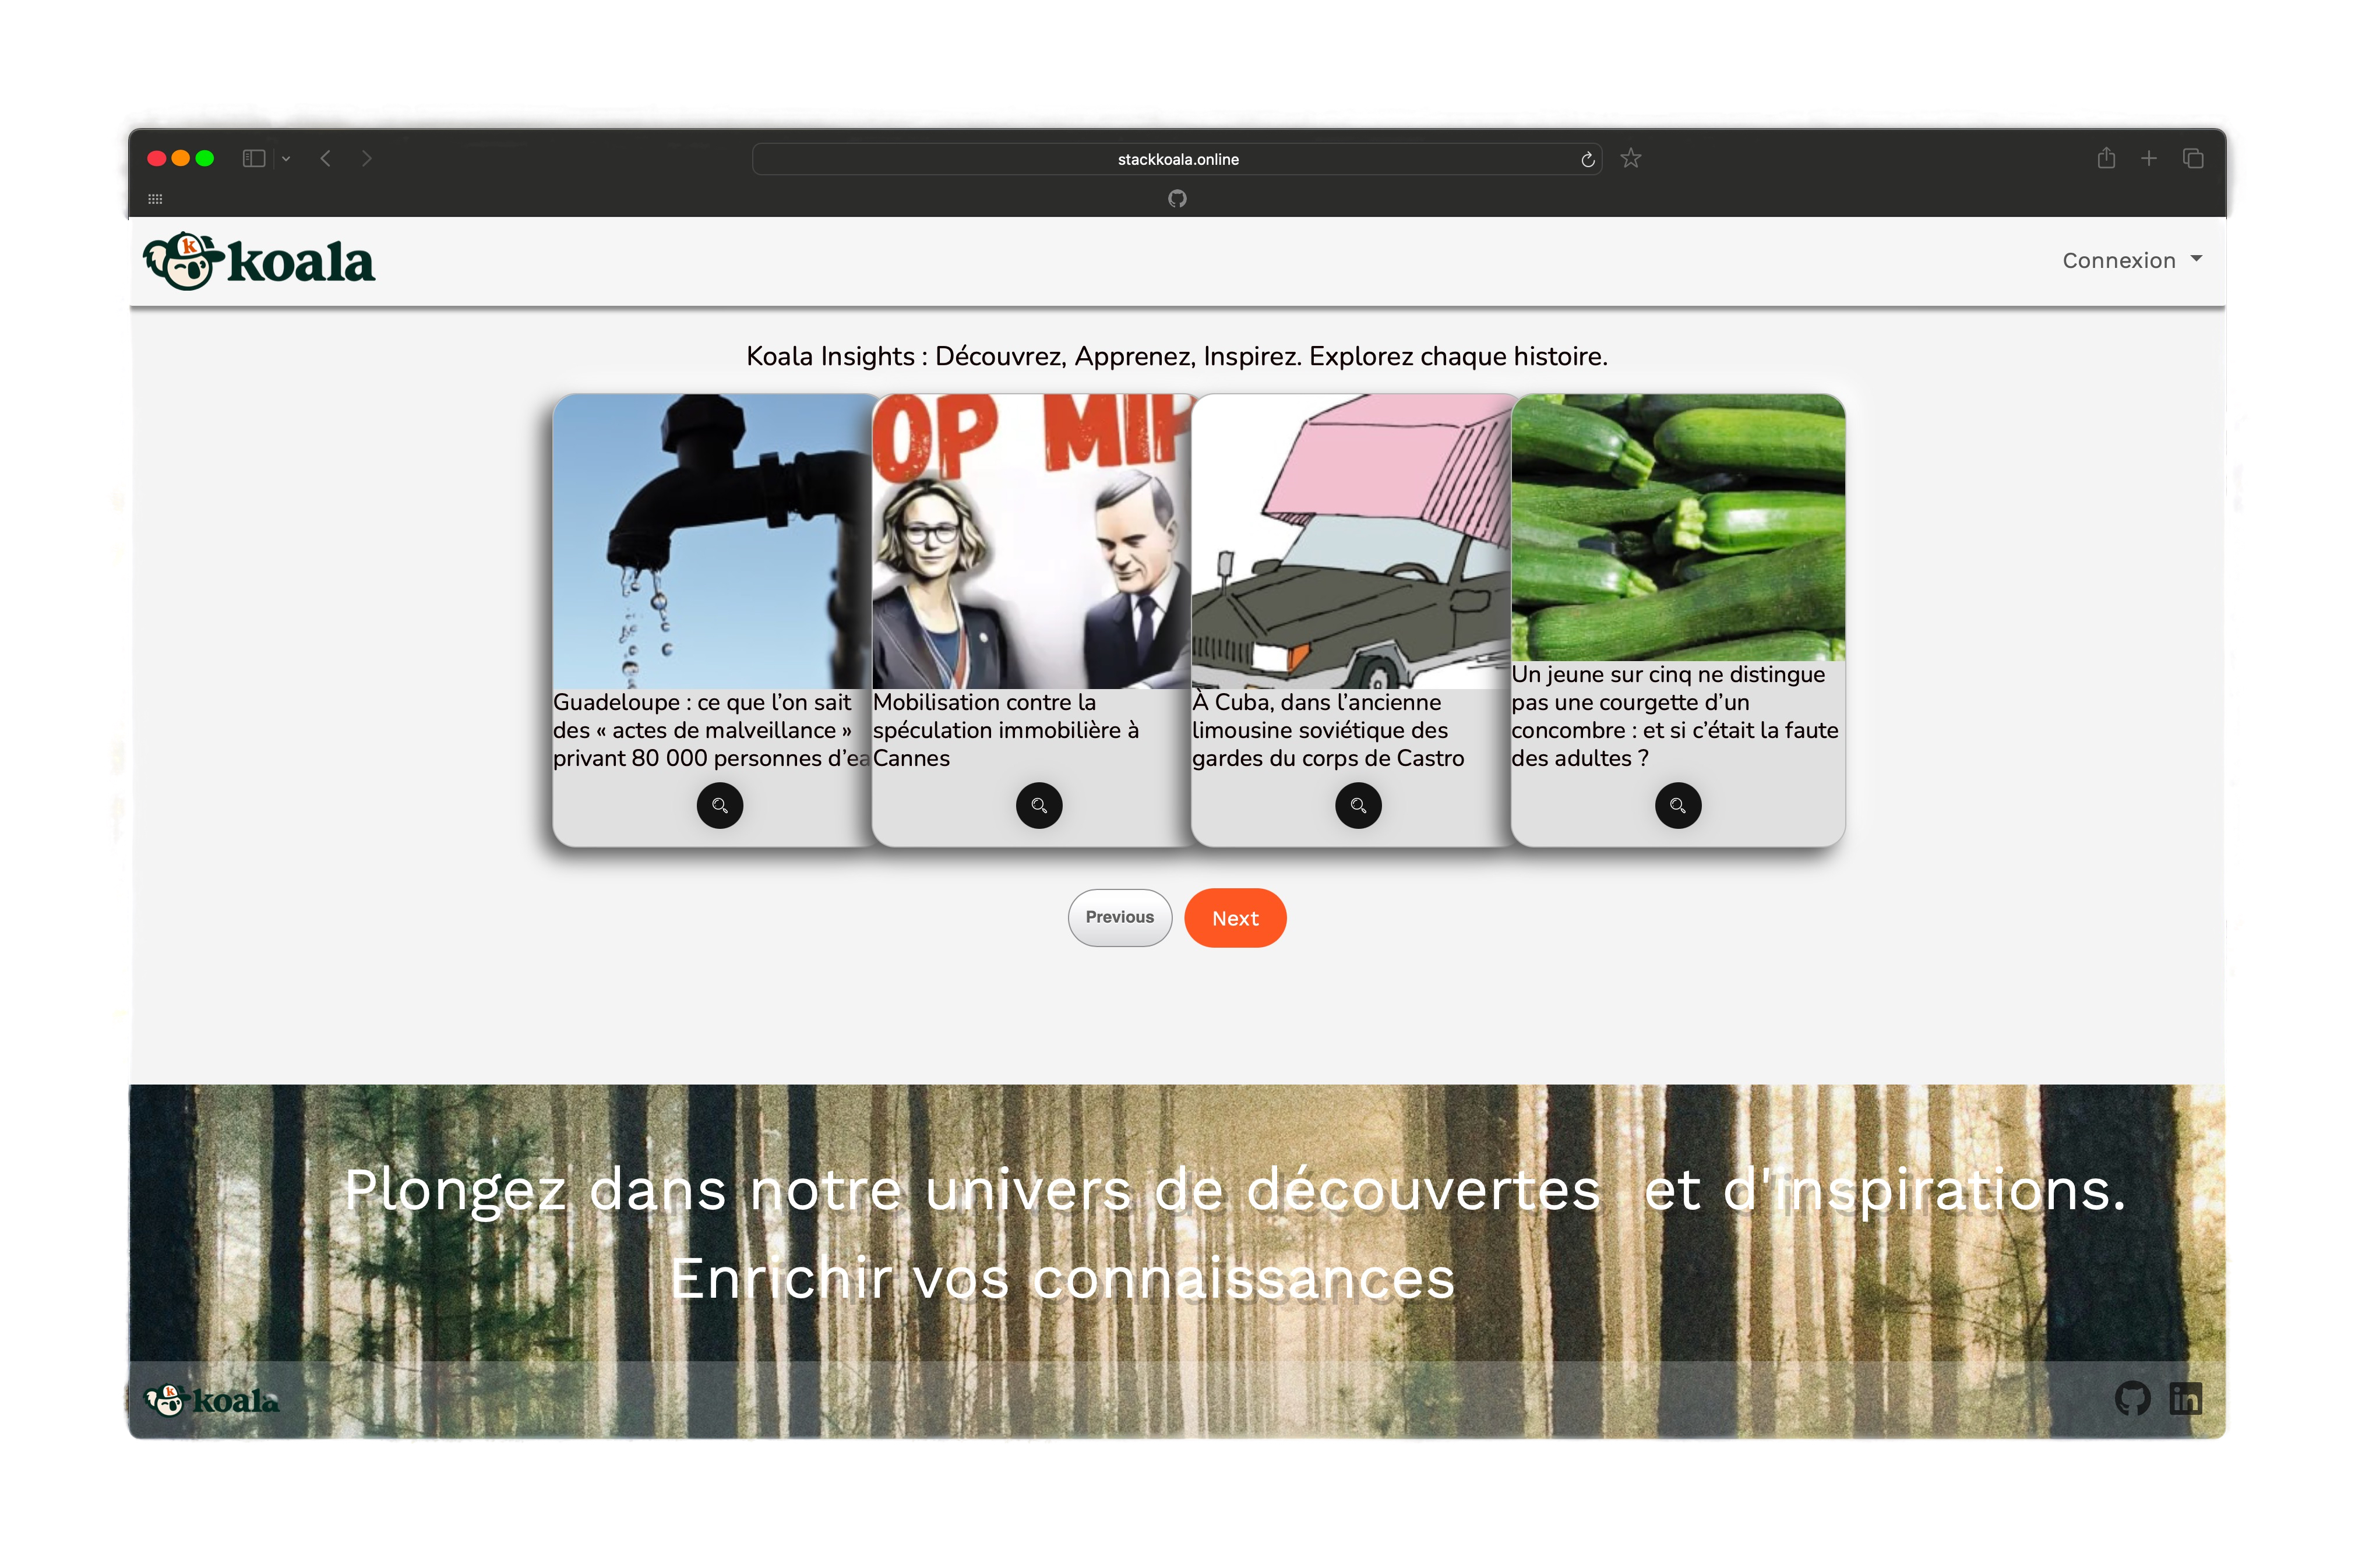 stackkoala.online
k
koala
Connexion
Koala Insights : Découvrez, Apprenez, Inspirez. Explorez chaque histoire.
OP MIP
Guadeloupe : ce que l’on sait
des « actes de malveillance »
privant 80 000 personnes d’ea
Mobilisation contre la
spéculation immobilière à
Cannes
À Cuba, dans l’ancienne
limousine soviétique des
gardes du corps de Castro
Un jeune sur cinq ne distingue
pas une courgette d’un
concombre : et si c’était la faute
des adultes ?
Previous
Next
Plongez dans notre univers de découvertes et d'inspirations.
Enrichir vos connaissances
k
koala
in